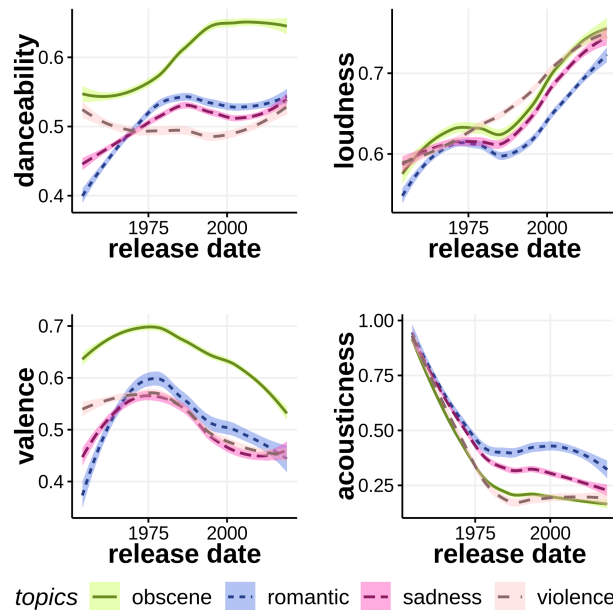 danceability
0.6
0.5
0.4
1975 2000
release date
loudness
0.7
0.6
1975 2000
release date
valence
0.7
0.6
0.5
0.4
1975 2000
release date
acousticness
1.00
0.75
0.50
0.25
1975 2000
release date
topics obscene romantic sadness violence